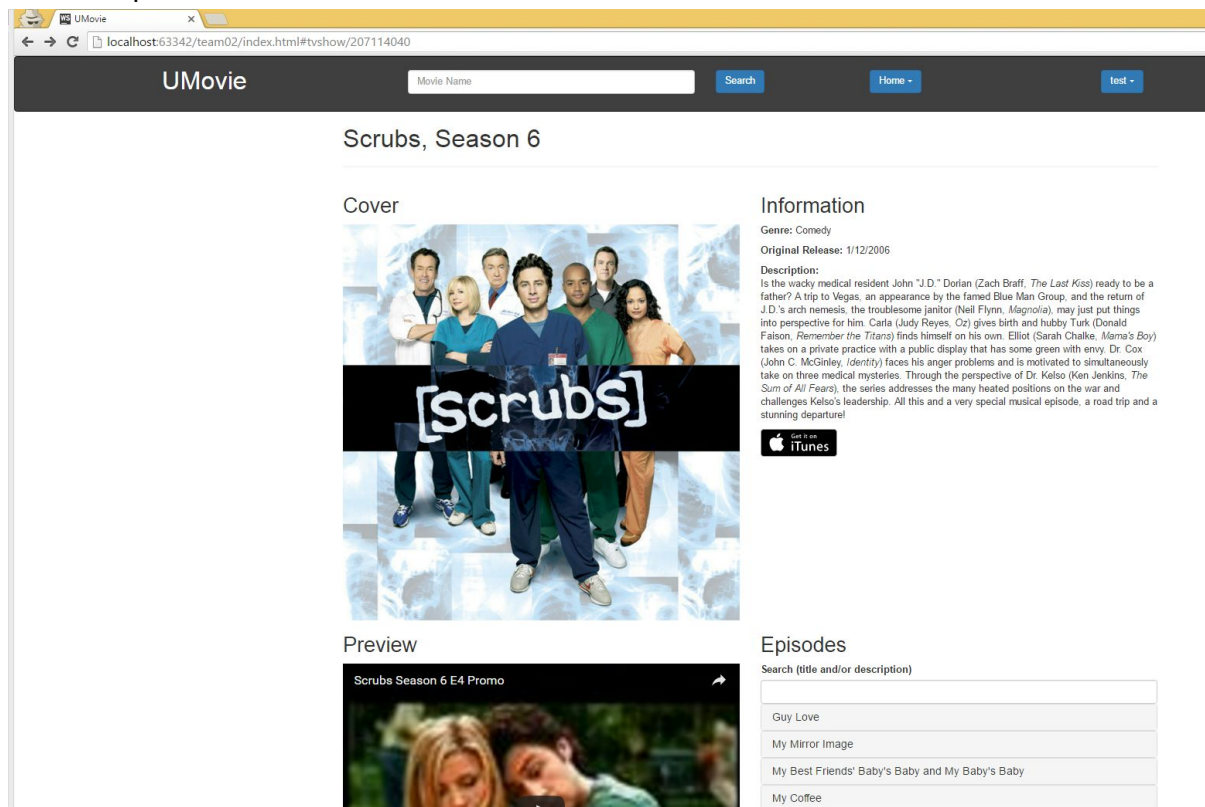 UMovie
localhost:63342/team02/index.html#tvshow/207114040
UMovie
Movie Name
Search
Home
test
Scrubs, Season 6
Cover
[scrubs]
Information
Genre: Comedy
Original Release: 1/12/2006
Description:
Is the wacky medical resident John "J.D." Dorian (Zach Braff, The Last Kiss) ready to be a
father? A trip to Vegas, an appearance by the famed Blue Man Group, and the return of
J.D.'s arch nemesis, the troublesome janitor (Neil Flynn, Magnolia), may just put things
into perspective for him. Carla (Judy Reyes, Oz) gives birth and hubby Turk (Donald
Faison, Remember the Titans) finds himself on his own. Elliot (Sarah Chalke, Mama's Boy)
takes on a private practice with a public display that has some green with envy. Dr. Cox
(John C. McGinley, Identity) faces his anger problems and is motivated to simultaneously
take on three medical mysteries. Through the perspective of Dr. Kelso (Ken Jenkins, The
Sum of All Fears), the series addresses the many heated positions on the war and
challenges Kelso's leadership. All this and a very special musical episode, a road trip and a
stunning departure!
Get it on
iTunes
Preview
Scrubs Season 6 E4 Promo
Episodes
Search (title and/or description)
Guy Love
My Mirror Image
My Best Friends' Baby's Baby and My Baby's Baby
My Coffee